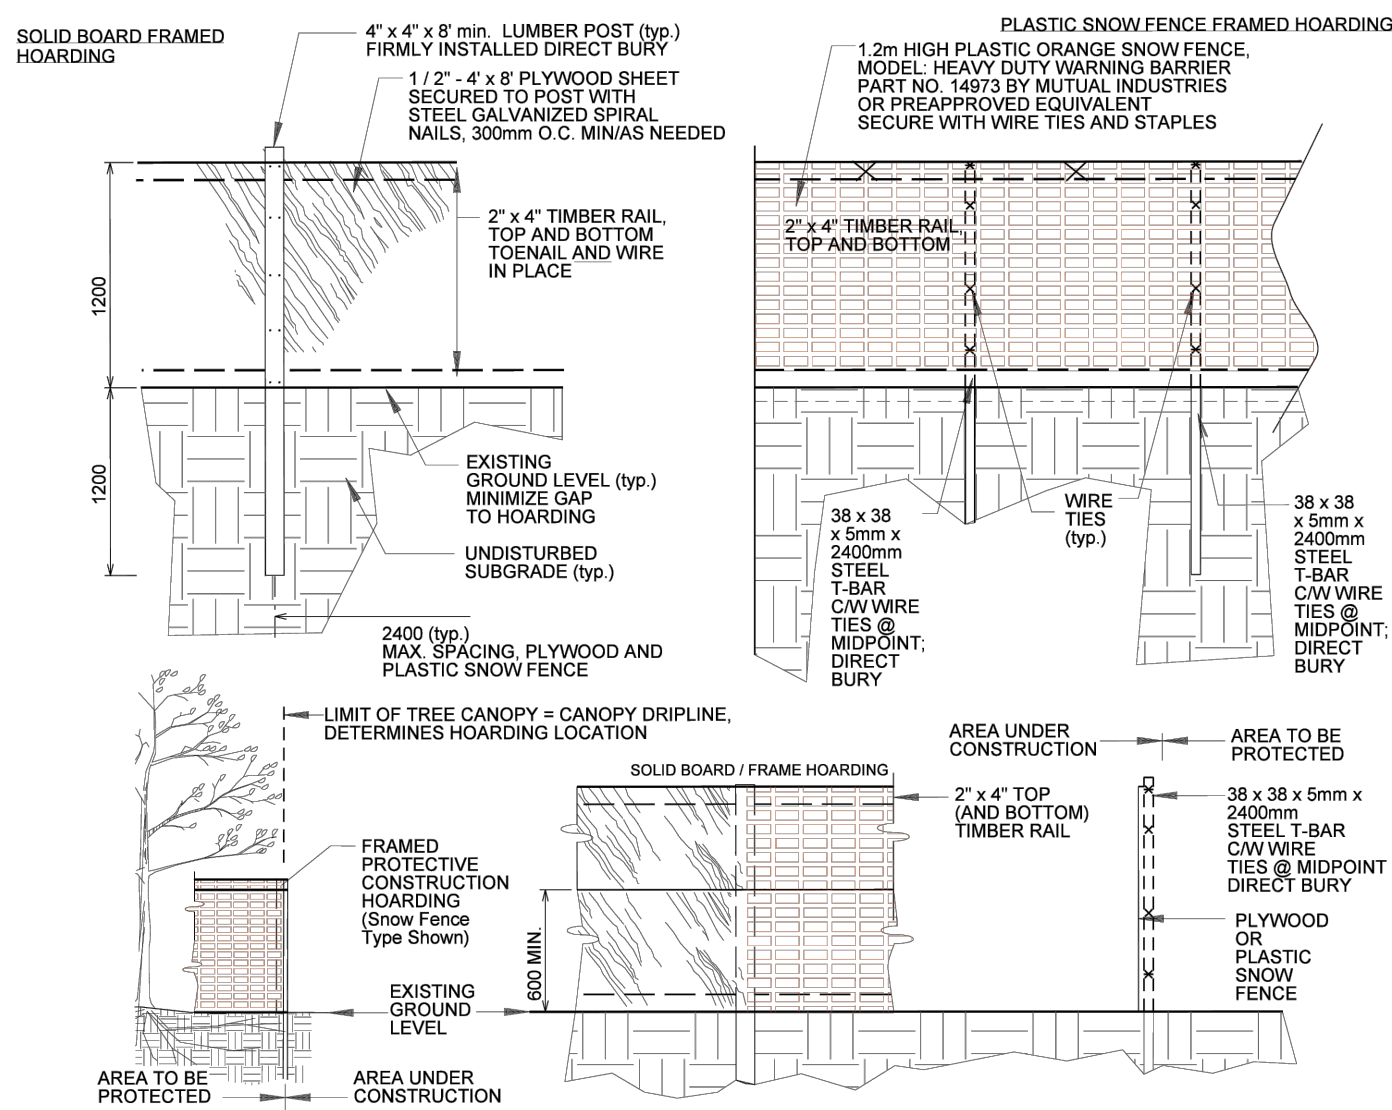 SOLID BOARD FRAMED
HOARDING
4" x 4" x 8' min. LUMBER POST (typ.)
FIRMLY INSTALLED DIRECT BURY
1 / 2" - 4' x 8' PLYWOOD SHEET
SECURED TO POST WITH
STEEL GALVANIZED SPIRAL
NAILS, 300mm O.C. MIN/AS NEEDED
2" x 4" TIMBER RAIL,
TOP AND BOTTOM
TOENAIL AND WIRE
IN PLACE
1200
1200
EXISTING
GROUND LEVEL (typ.)
MINIMIZE GAP
TO HOARDING
UNDISTURBED
SUBGRADE (typ.)
2400 (typ.)
MAX. SPACING, PLYWOOD AND
PLASTIC SNOW FENCE
PLASTIC SNOW FENCE FRAMED HOARDING
1.2m HIGH PLASTIC ORANGE SNOW FENCE,
MODEL: HEAVY DUTY WARNING BARRIER
PART NO. 14973 BY MUTUAL INDUSTRIES
OR PREAPPROVED EQUIVALENT
SECURE WITH WIRE TIES AND STAPLES
2" x 4" TIMBER RAIL,
TOP AND BOTTOM
38 x 38
x 5mm x
2400mm
STEEL
T-BAR
C/W WIRE
TIES @
MIDPOINT;
DIRECT
BURY
WIRE
TIES
(typ.)
38 x 38
x 5mm x
2400mm
STEEL
T-BAR
C/W WIRE
TIES @
MIDPOINT;
DIRECT
BURY
LIMIT OF TREE CANOPY = CANOPY DRIPLINE,
DETERMINES HOARDING LOCATION
FRAMED
PROTECTIVE
CONSTRUCTION
HOARDING
(Snow Fence
Type Shown)
EXISTING
GROUND
LEVEL
AREA TO BE
PROTECTED
AREA UNDER
CONSTRUCTION
SOLID BOARD / FRAME HOARDING
600 MIN.
2" x 4" TOP
(AND BOTTOM)
TIMBER RAIL
AREA UNDER
CONSTRUCTION
AREA TO BE
PROTECTED
38 x 38 x 5mm x
2400mm
STEEL T-BAR
C/W WIRE
TIES @ MIDPOINT
DIRECT BURY
PLYWOOD
OR
PLASTIC
SNOW
FENCE